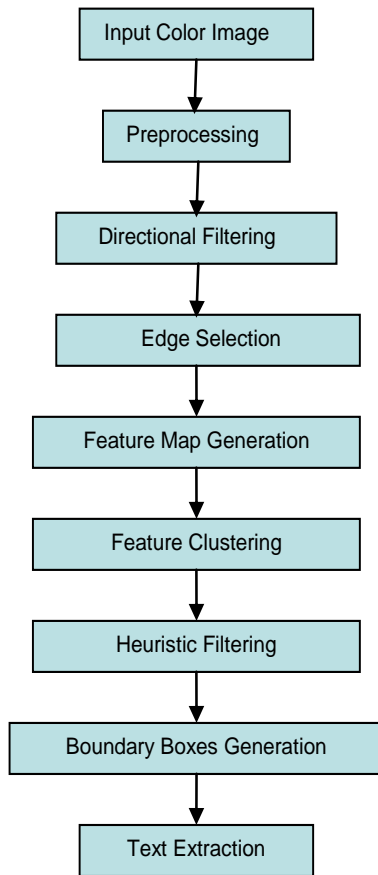 Input Color Image
Preprocessing
Directional Filtering
Edge Selection
Feature Map Generation
Feature Clustering
Heuristic Filtering
Boundary Boxes Generation
Text Extraction